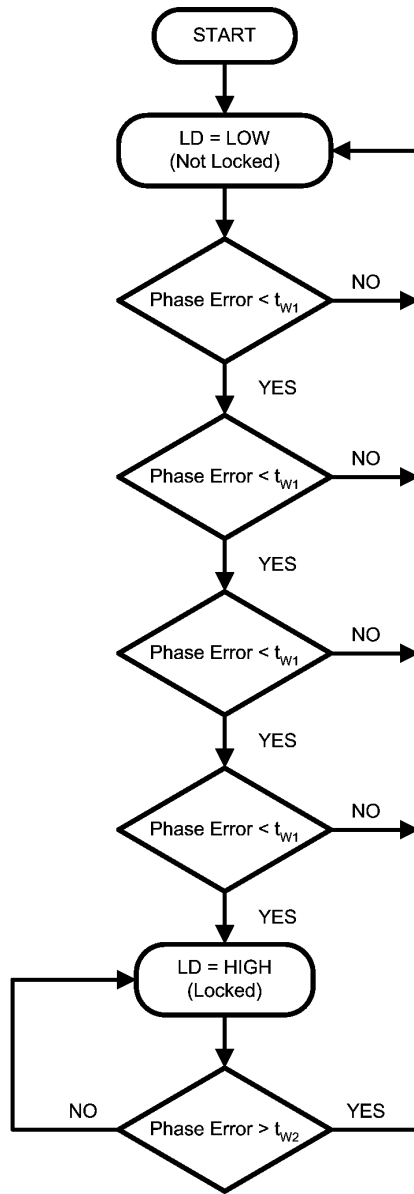 START
LD = LOW
(Not Locked)
Phase Error < tW1
NO
YES
Phase Error < tW1
NO
YES
Phase Error < tW1
NO
YES
Phase Error < tW1
NO
YES
LD = HIGH
(Locked)
NO
Phase Error > tW2
YES